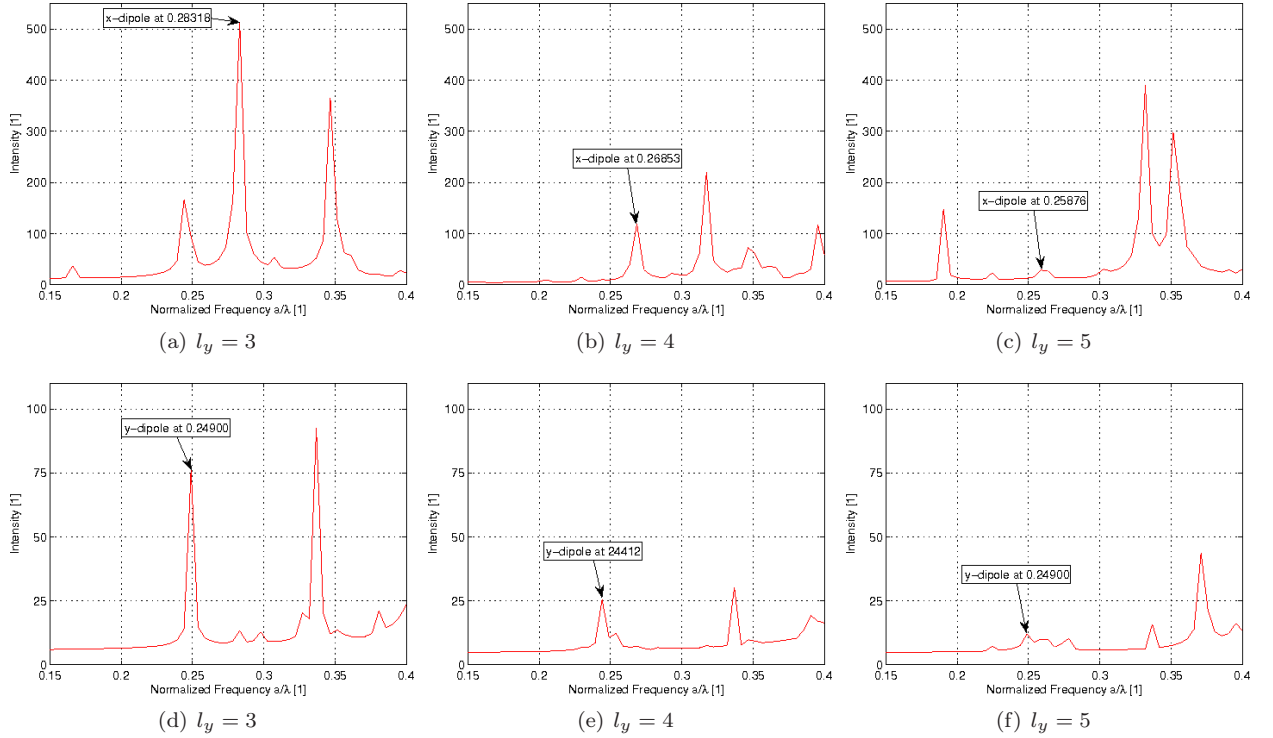 x-dipole at 0.28318
Intensity [1]
500
400
300
200
100
0
0.15 0.2 0.25 0.3 0.35 0.4
Normalized Frequency a/λ [1]
(a) l_y = 3
x-dipole at 0.26853
Intensity [1]
500
400
300
200
100
0
0.15 0.2 0.25 0.3 0.35 0.4
Normalized Frequency a/λ [1]
(b) l_y = 4
x-dipole at 0.25876
Intensity [1]
500
400
300
200
100
0
0.15 0.2 0.25 0.3 0.35 0.4
Normalized Frequency a/λ [1]
(c) l_y = 5
y-dipole at 0.24900
Intensity [1]
100
75
50
25
0
0.15 0.2 0.25 0.3 0.35 0.4
Normalized Frequency a/λ [1]
(d) l_y = 3
y-dipole at 24412
Intensity [1]
100
75
50
25
0
0.15 0.2 0.25 0.3 0.35 0.4
Normalized Frequency a/λ [1]
(e) l_y = 4
y-dipole at 0.24900
Intensity [1]
100
75
50
25
0
0.15 0.2 0.25 0.3 0.35 0.4
Normalized Frequency a/λ [1]
(f) l_y = 5